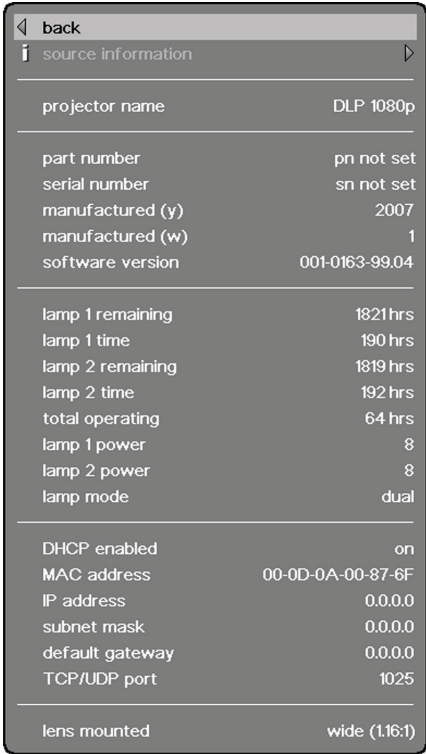 back
source information
projector name DLP 1080p
part number pn not set
serial number sn not set
manufactured (y) 2007
manufactured (w) 1
software version 001-0163-99.04
lamp 1 remaining 1821 hrs
lamp 1 time 190 hrs
lamp 2 remaining 1819 hrs
lamp 2 time 192 hrs
total operating 64 hrs
lamp 1 power 8
lamp 2 power 8
lamp mode dual
DHCP enabled on
MAC address 00-0D-0A-00-87-6F
IP address 0.0.0.0
subnet mask 0.0.0.0
default gateway 0.0.0.0
TCP/UDP port 1025
lens mounted wide (1.16:1)